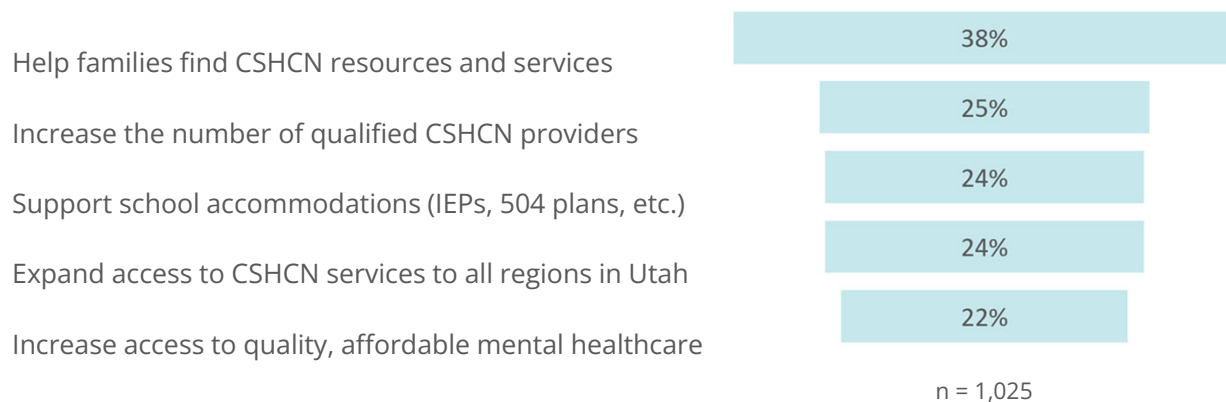 38%
Help families find CSHCN resources and services
25%
Increase the number of qualified CSHCN providers
24%
Support school accommodations (IEPs, 504 plans, etc.)
24%
Expand access to CSHCN services to all regions in Utah
22%
Increase access to quality, affordable mental healthcare
n = 1,025